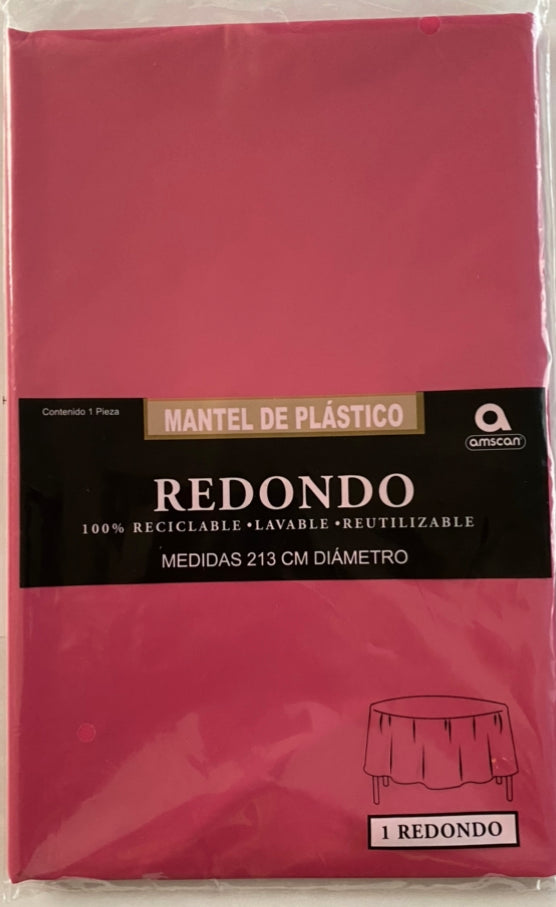 Contenido 1 Pieza
MANTEL DE PLÁSTICO
amscan
REDONDO
100% RECICLABLE •LAVABLE •REUTILIZABLE
MEDIDAS 213 CM DIÁMETRO
1 REDONDO